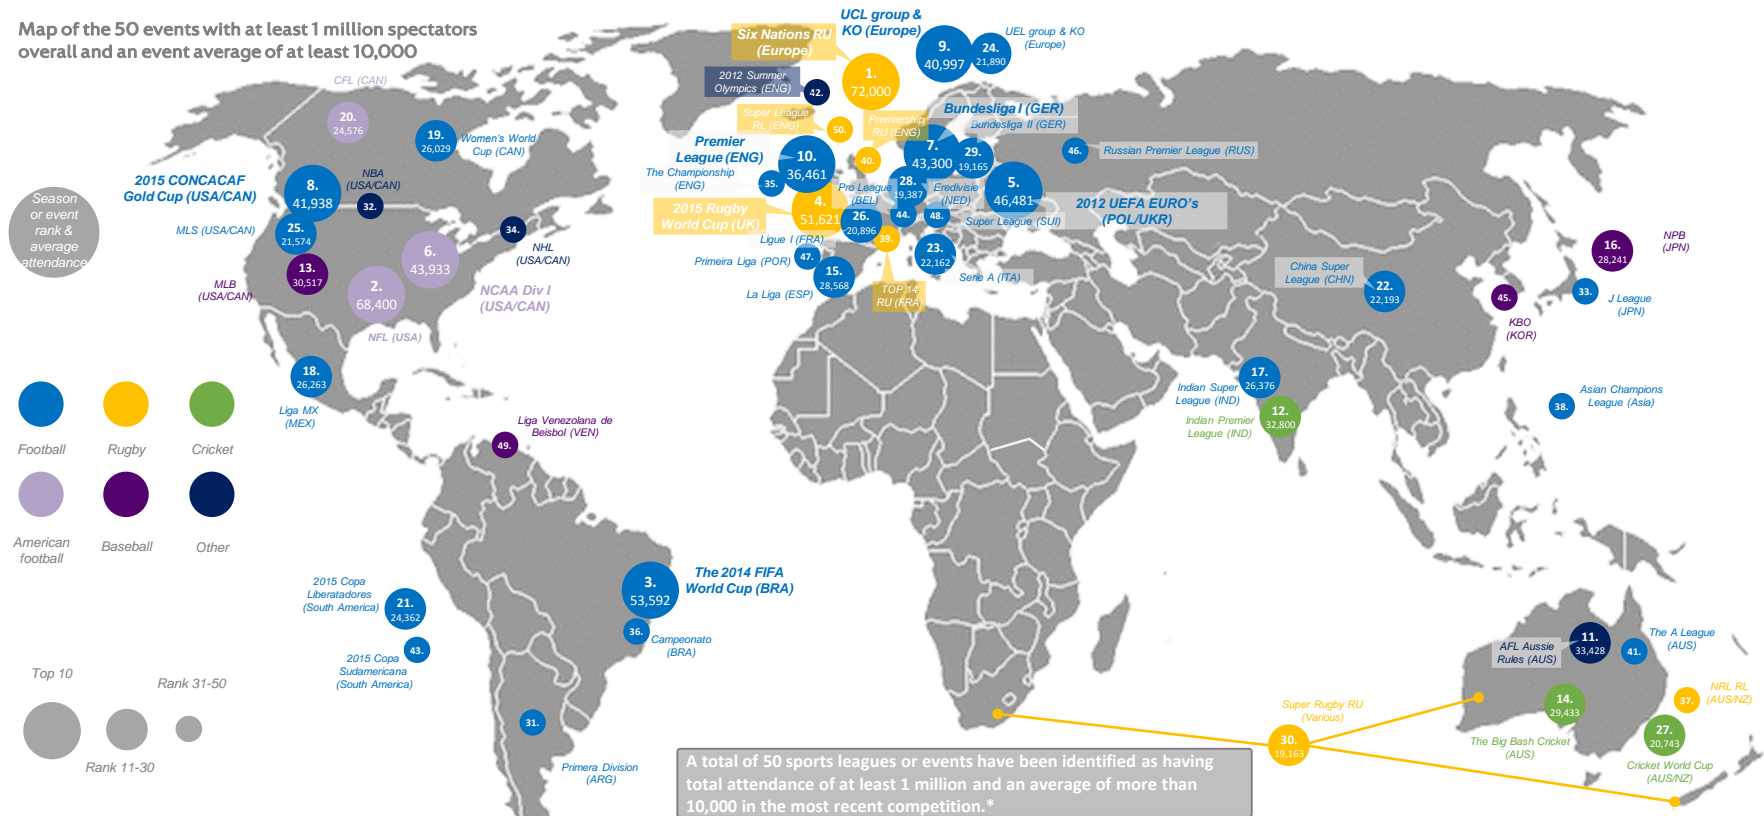 Map of the 50 events with at least 1 million spectators
overall and an event average of at least 10,000
UCL group &
KO (Europe)
9.
40,997
24.
21,890
UEL group & KO
(Europe)
Six Nations RU
(Europe)
1.
72,000
2012 Summer
Olympics (ENG)
42.
Super League
RL (ENG)
50.
Premiership
RU (ENG)
40.
Bundesliga I (GER)
7.
43,300
Bundesliga II (GER)
29.
19,165
46.
Russian Premier League (RUS)
Premier
League (ENG)
10.
36,461
The Championship
(ENG)
35.
Pro League
(BEL)
28.
19,387
Eredivisie
(NED)
5.
46,481
2012 UEFA EURO's
(POL/UKR)
2015 Rugby
World Cup (UK)
4.
51,621
26.
20,896
44.
48.
Super League (SUI)
Ligue I (FRA)
39.
TOP 14
RU (FRA)
Primeira Liga (POR)
47.
23.
22,162
Serie A (ITA)
La Liga (ESP)
15.
28,568
CFL (CAN)
20.
24,576
19.
26,029
Women's World
Cup (CAN)
2015 CONCACAF
Gold Cup (USA/CAN)
8.
41,938
NBA
(USA/CAN)
32.
MLS (USA/CAN)
25.
21,574
34.
NHL
(USA/CAN)
MLB
(USA/CAN)
13.
30,517
6.
43,933
NCAA Div I
(USA/CAN)
2.
68,400
NFL (USA)
18.
26,263
Liga MX
(MEX)
Liga Venezolana de
Beisbol (VEN)
49.
Season
or event
rank &
average
attendance
Football
Rugby
Cricket
American
football
Baseball
Other
Top 10
Rank 31-50
Rank 11-30
2015 Copa
Liberatadores
(South America)
21.
24,362
2015 Copa
Sudamericana
(South America)
43.
3.
53,592
The 2014 FIFA
World Cup (BRA)
36.
Campeonato
(BRA)
31.
Primera Division
(ARG)
China Super
League (CHN)
22.
22,193
16.
28,241
NPB
(JPN)
45.
KBO
(KOR)
33.
J League
(JPN)
17.
26,376
Indian Super
League (IND)
12.
32,800
Indian Premier
League (IND)
38.
Asian Champions
League (Asia)
AFL Aussie
Rules (AUS)
11.
33,428
The A League
(AUS)
41.
14.
29,433
The Big Bash Cricket
(AUS)
37.
NRL RL
(AUS/NZ)
27.
20,743
Cricket World Cup
(AUS/NZ)
Super Rugby RU
(Various)
30.
19,163
A total of 50 sports leagues or events have been identified as having
total attendance of at least 1 million and an average of more than
10,000 in the most recent competition.*